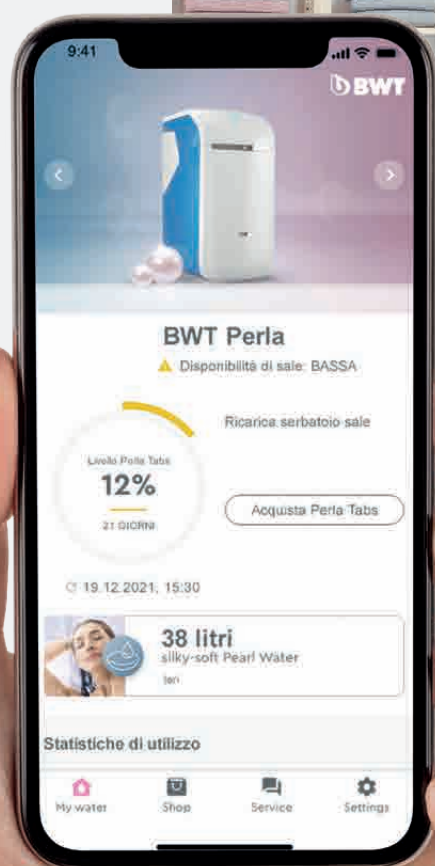 9:41
BWT
BWT Perla
Disponibilità di sale: BASSA
Ricarica serbatoio sale
Livello Perla Tabs
12%
21 GIORNI
Acquista Perla Tabs
19.12.2021, 15:30
38 litri
silky-soft Pearl Water
Ieri
Statistiche di utilizzo
My water
Shop
Service
Settings